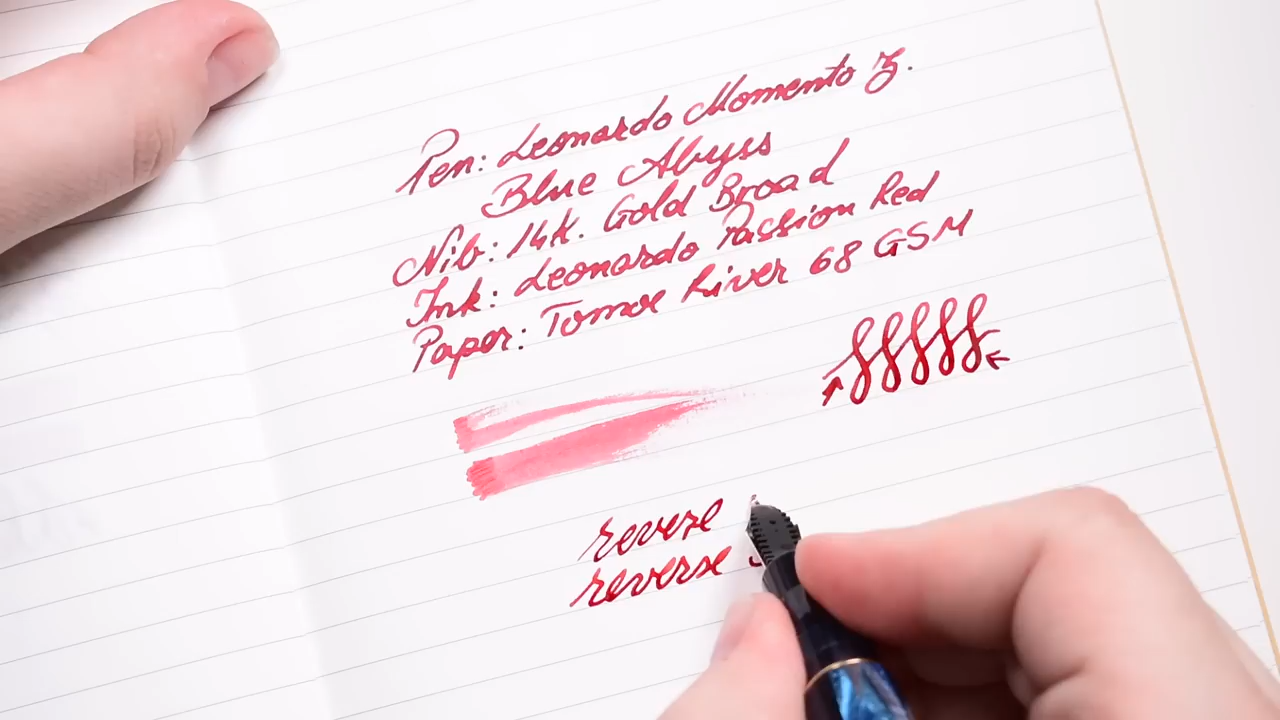 Pen: Leonardo Momento Z.
Blue Abyss
Nib: 14K. Gold Broad
Ink: Leonardo Passion Red
Paper: Tomoe River 68 GSM
reverse
reverse